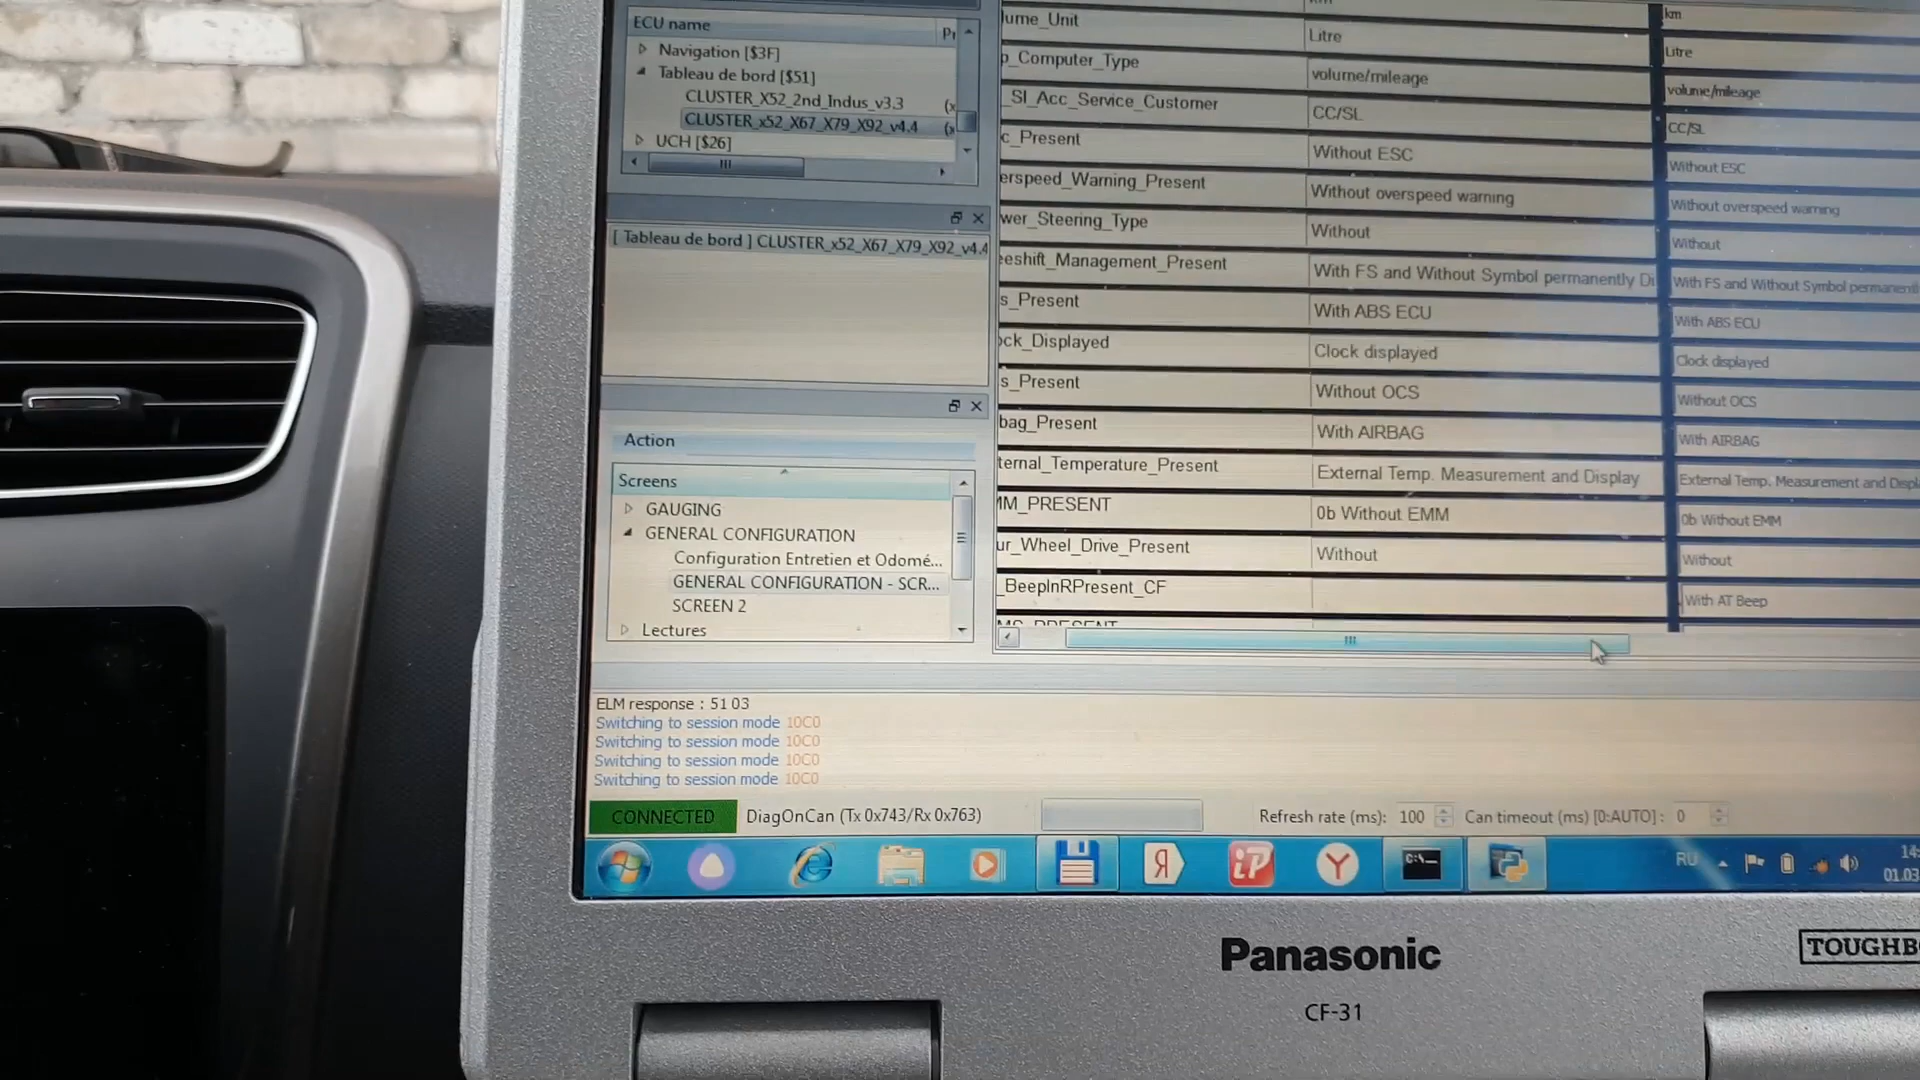 ECU name
Navigation [$3F]
Tableau de bord [$51]
CLUSTER_X52_2nd_Indus_v3.3 (x
CLUSTER_x52_X67_X79_X92_v4.4 (x
UCH [$26]
[ Tableau de bord ] CLUSTER_x52_X67_X79_X92_v4.4
Action
Screens
GAUGING
GENERAL CONFIGURATION
Configuration Entretien et Odomé...
GENERAL CONFIGURATION - SCR...
SCREEN 2
Lectures
km
lume_Unit Litre Litre
p_Computer_Type volume/mileage volume/mileage
_SI_Acc_Service_Customer CC/SL CC/SL
c_Present Without ESC Without ESC
erspeed_Warning_Present Without overspeed warning Without overspeed warning
wer_Steering_Type Without Without
eeshift_Management_Present With FS and Without Symbol permanently Di With FS and Without Symbol permanent
s_Present With ABS ECU With ABS ECU
ock_Displayed Clock displayed Clock displayed
s_Present Without OCS Without OCS
bag_Present With AIRBAG With AIRBAG
ternal_Temperature_Present External Temp. Measurement and Display External Temp. Measurement and Displ
MM_PRESENT 0b Without EMM 0b Without EMM
ur_Wheel_Drive_Present Without Without
_BeepInRPresent_CF With AT Beep
ELM response : 51 03
Switching to session mode 10C0
Switching to session mode 10C0
Switching to session mode 10C0
Switching to session mode 10C0
CONNECTED DiagOnCan (Tx 0x743/Rx 0x763) Refresh rate (ms): 100 Can timeout (ms) [0:AUTO] : 0
Я iP Y C:\_ RU 14:
01.03
Panasonic
TOUGHB
CF-31